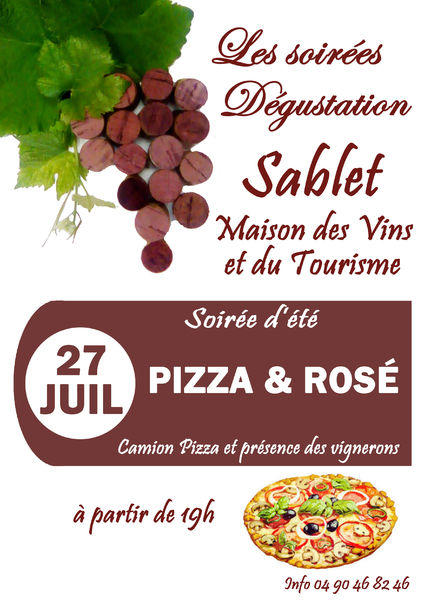 Les soirées
Dégustation
Sablet
Maison des Vins
et du Tourisme
Soirée d'été
27
JUIL
PIZZA & ROSÉ
Camion Pizza et présence des vignerons
à partir de 19h
Info 04 90 46 82 46